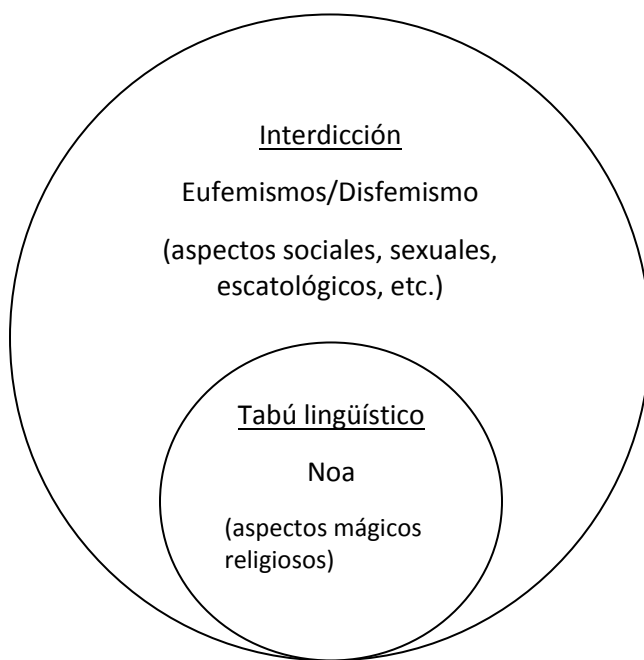 Interdicción
Eufemismos/Disfemismo
(aspectos sociales, sexuales,
escatológicos, etc.)
Tabú lingüístico
Noa
(aspectos mágicos
religiosos)